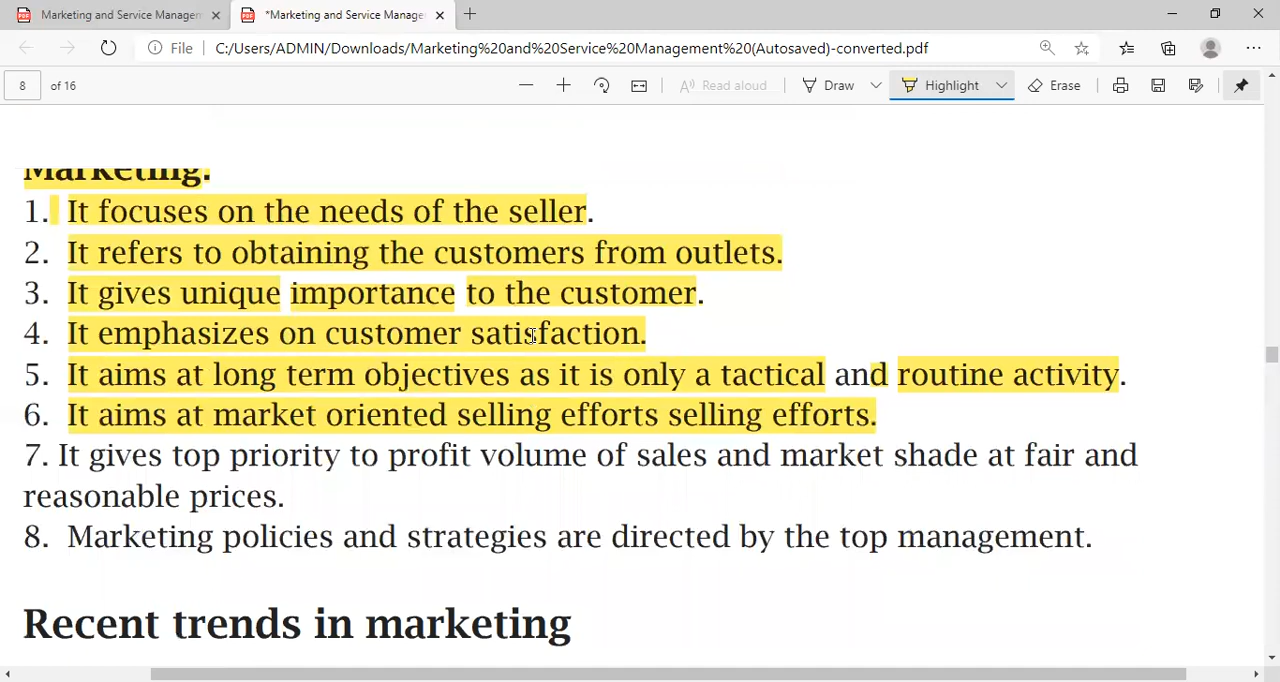 Marketing and Service Managem
*Marketing and Service Manage
File
C:/Users/ADMIN/Downloads/Marketing%20and%20Service%20Management%20(Autosaved)-converted.pdf
8 of 16
Read aloud
Draw
Highlight
Erase
Marketing.
1. It focuses on the needs of the seller.
2. It refers to obtaining the customers from outlets.
3. It gives unique importance to the customer.
4. It emphasizes on customer satisfaction.
5. It aims at long term objectives as it is only a tactical and routine activity.
6. It aims at market oriented selling efforts selling efforts.
7. It gives top priority to profit volume of sales and market shade at fair and
reasonable prices.
8. Marketing policies and strategies are directed by the top management.
Recent trends in marketing